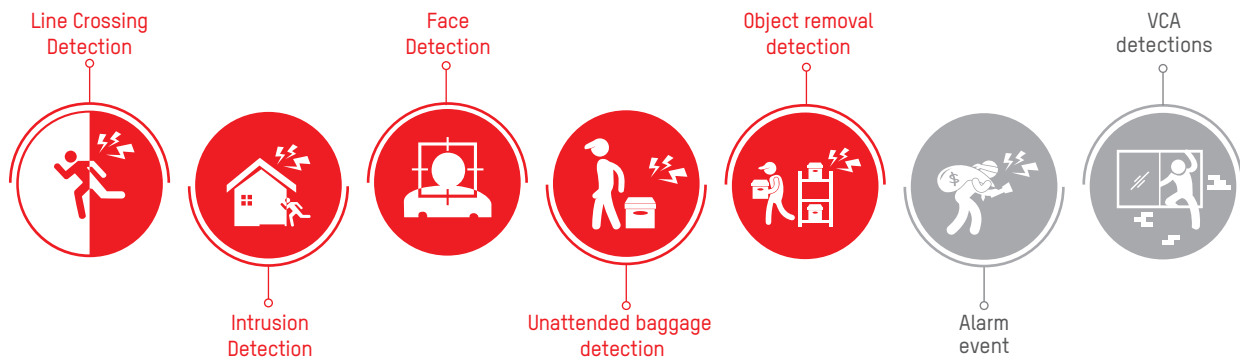 Line Crossing
Detection
Intrusion
Detection
Face
Detection
Unattended baggage
detection
Object removal
detection
$
Alarm
event
VCA
detections